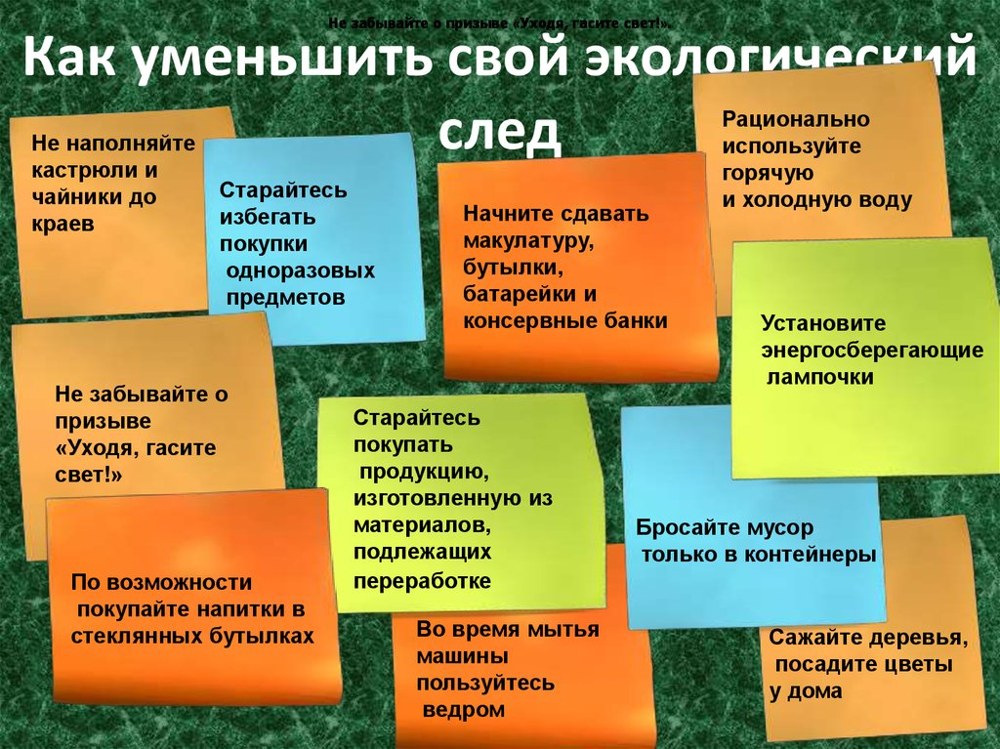 Не забывайте о призыве «Уходя, гасите свет!».
Как уменьшить свой экологический
след
Не наполняйте
кастрюли и
чайники до
краев
Старайтесь
избегать
покупки
одноразовых
предметов
Начните сдавать
макулатуру,
бутылки,
батарейки и
консервные банки
Рационально
используйте
горячую
и холодную воду
Установите
энергосберегающие
лампочки
Не забывайте о
призыве
«Уходя, гасите
свет!»
Старайтесь
покупать
продукцию,
изготовленную из
материалов,
подлежащих
переработке
Бросайте мусор
только в контейнеры
По возможности
покупайте напитки в
стеклянных бутылках
Во время мытья
машины
пользуйтесь
ведром
Сажайте деревья,
посадите цветы
у дома